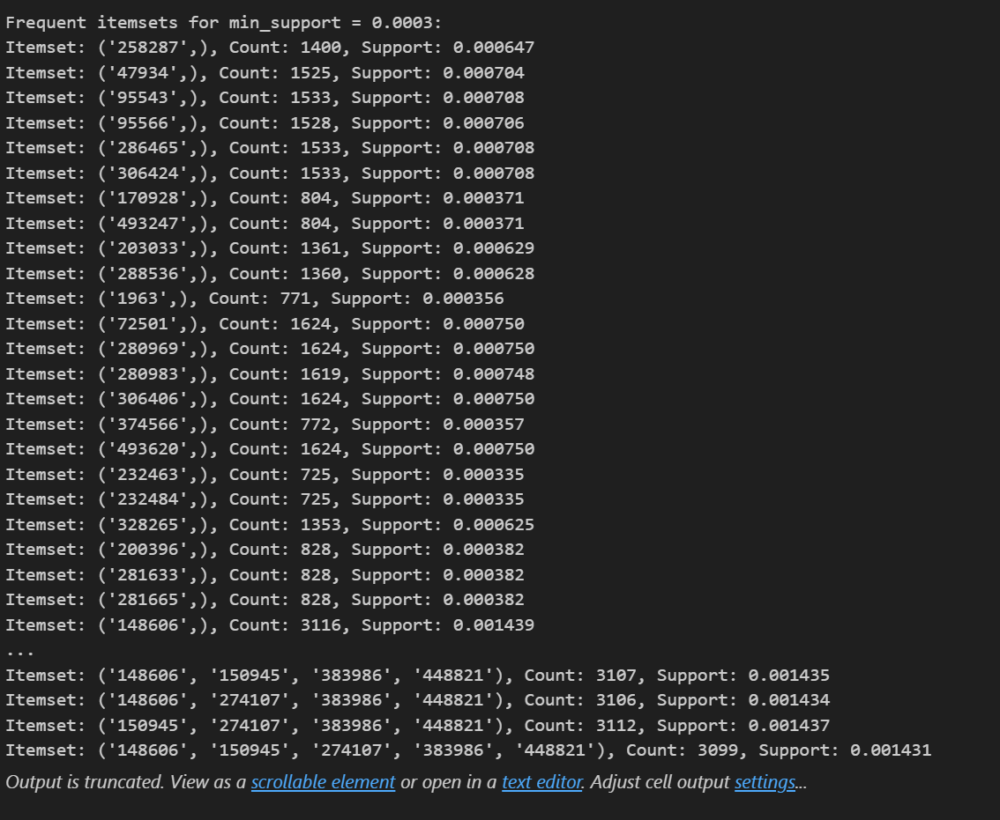 Frequent itemsets for min_support = 0.0003:
Itemset: ('258287',), Count: 1400, Support: 0.000647
Itemset: ('47934',), Count: 1525, Support: 0.000704
Itemset: ('95543',), Count: 1533, Support: 0.000708
Itemset: ('95566',), Count: 1528, Support: 0.000706
Itemset: ('286465',), Count: 1533, Support: 0.000708
Itemset: ('306424',), Count: 1533, Support: 0.000708
Itemset: ('170928',), Count: 804, Support: 0.000371
Itemset: ('493247',), Count: 804, Support: 0.000371
Itemset: ('203033',), Count: 1361, Support: 0.000629
Itemset: ('288536',), Count: 1360, Support: 0.000628
Itemset: ('1963',), Count: 771, Support: 0.000356
Itemset: ('72501',), Count: 1624, Support: 0.000750
Itemset: ('280969',), Count: 1624, Support: 0.000750
Itemset: ('280983',), Count: 1619, Support: 0.000748
Itemset: ('306406',), Count: 1624, Support: 0.000750
Itemset: ('374566',), Count: 772, Support: 0.000357
Itemset: ('493620',), Count: 1624, Support: 0.000750
Itemset: ('232463',), Count: 725, Support: 0.000335
Itemset: ('232484',), Count: 725, Support: 0.000335
Itemset: ('328265',), Count: 1353, Support: 0.000625
Itemset: ('200396',), Count: 828, Support: 0.000382
Itemset: ('281633',), Count: 828, Support: 0.000382
Itemset: ('281665',), Count: 828, Support: 0.000382
Itemset: ('148606',), Count: 3116, Support: 0.001439
...
Itemset: ('148606', '150945', '383986', '448821'), Count: 3107, Support: 0.001435
Itemset: ('148606', '274107', '383986', '448821'), Count: 3106, Support: 0.001434
Itemset: ('150945', '274107', '383986', '448821'), Count: 3112, Support: 0.001437
Itemset: ('148606', '150945', '274107', '383986', '448821'), Count: 3099, Support: 0.001431
Output is truncated. View as a scrollable element or open in a text editor. Adjust cell output settings...